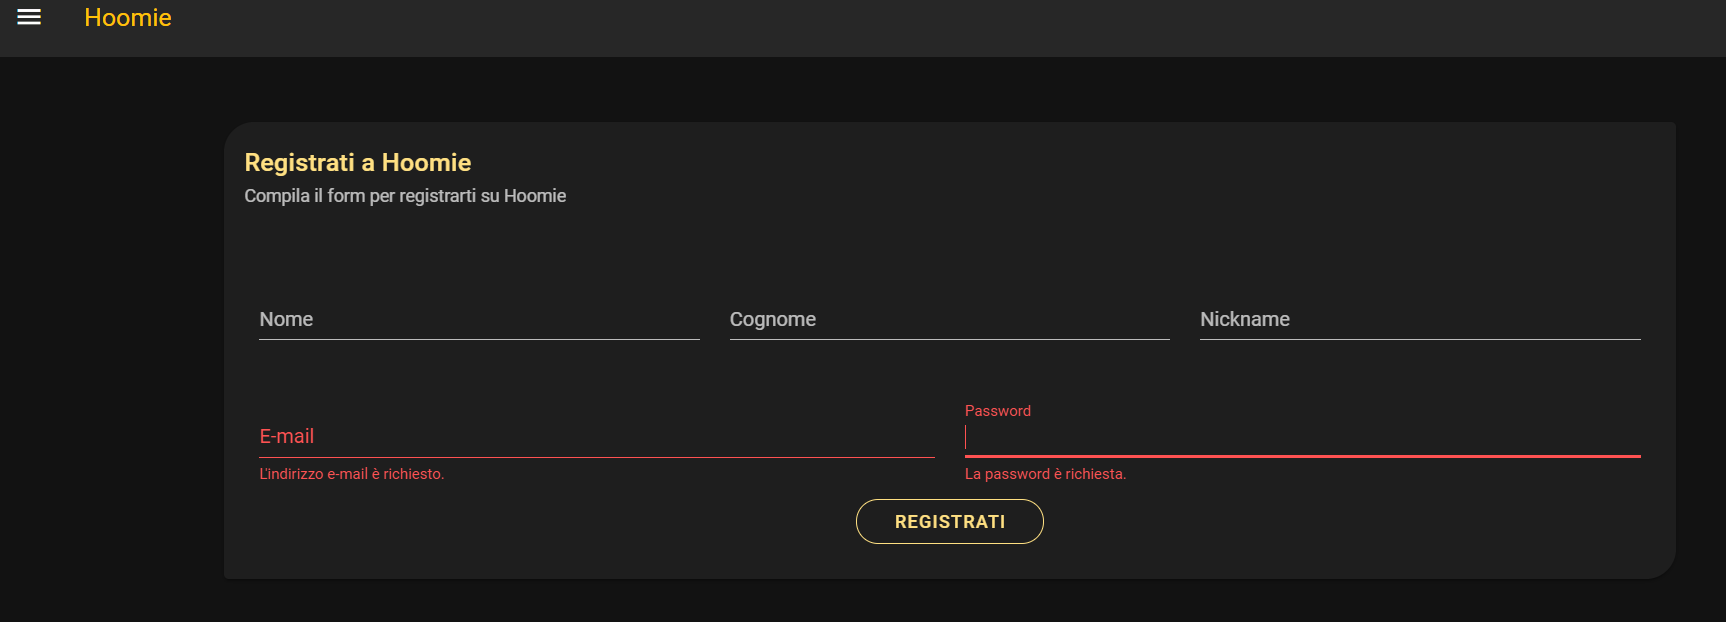 Hoomie
Registrati a Hoomie
Compila il form per registrarti su Hoomie
Nome
Cognome
Nickname
E-mail
Password
L'indirizzo e-mail è richiesto.
La password è richiesta.
REGISTRATI